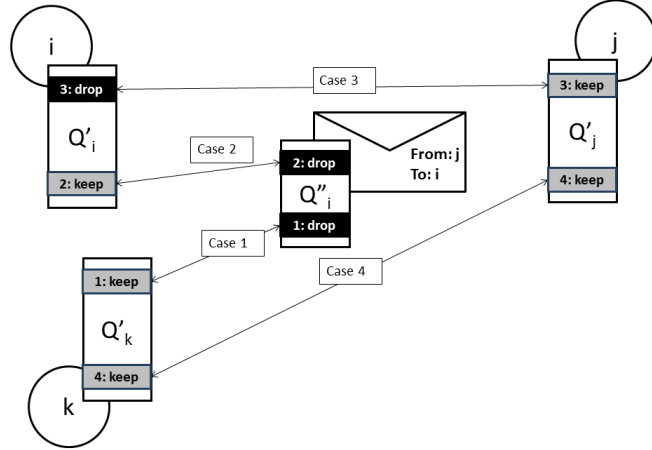 i
j
3: drop
Case 3
3: keep
Q'i
Q'j
Case 2
From: j
To: i
2: drop
2: keep
4: keep
Q''i
1: drop
Case 1
Case 4
1: keep
Q'k
4: keep
k